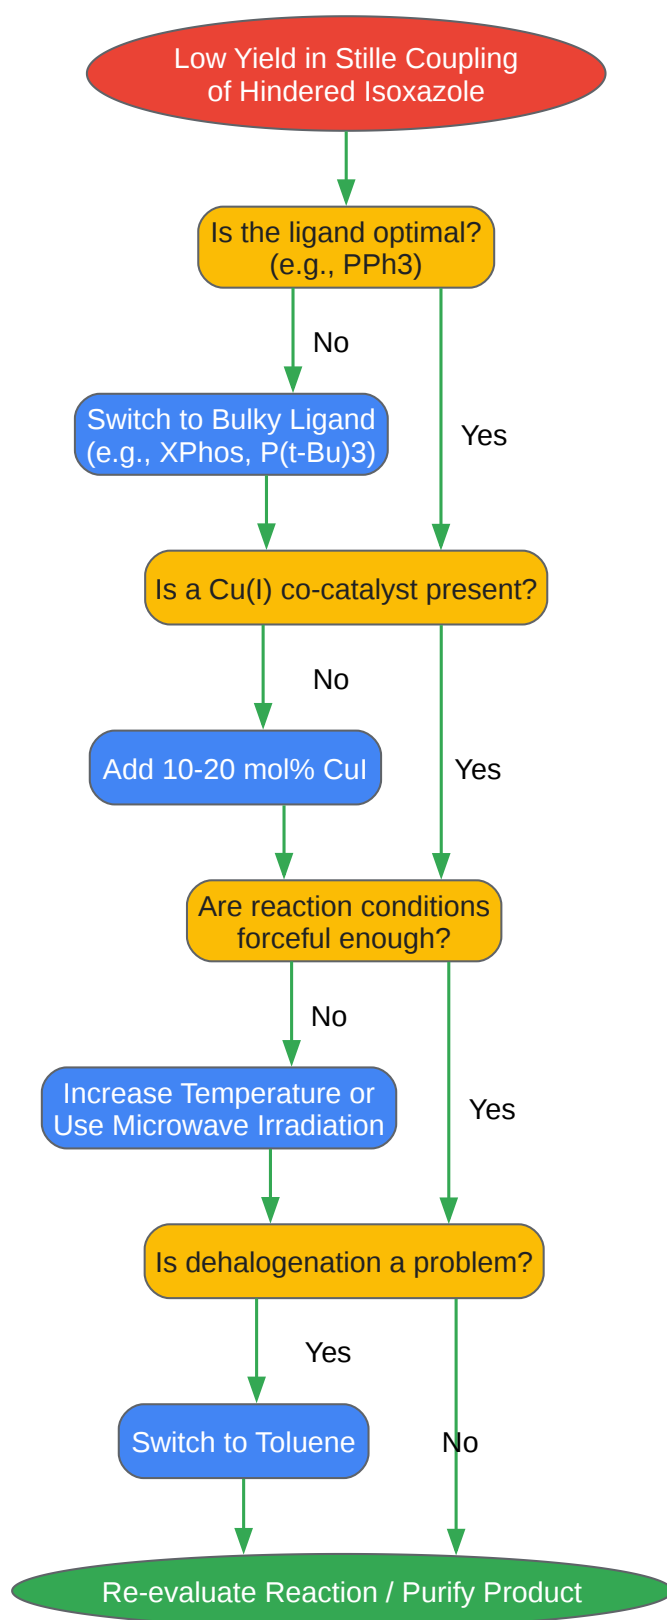 Low Yield in Stille Coupling
of Hindered Isoxazole
Is the ligand optimal?
(e.g., PPh3)
No
Switch to Bulky Ligand
(e.g., XPhos, P(t-Bu)3)
Yes
Is a Cu(I) co-catalyst present?
No
Add 10-20 mol% CuI
Yes
Are reaction conditions
forceful enough?
No
Increase Temperature or
Use Microwave Irradiation
Yes
Is dehalogenation a problem?
Yes
Switch to Toluene
No
Re-evaluate Reaction / Purify Product